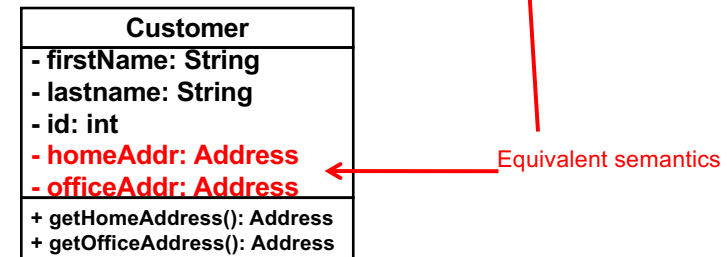 Customer
- firstName: String
- lastname: String
- id: int
- homeAddr: Address
- officeAddr: Address
Equivalent semantics
+ getHomeAddress(): Address
+ getOfficeAddress(): Address